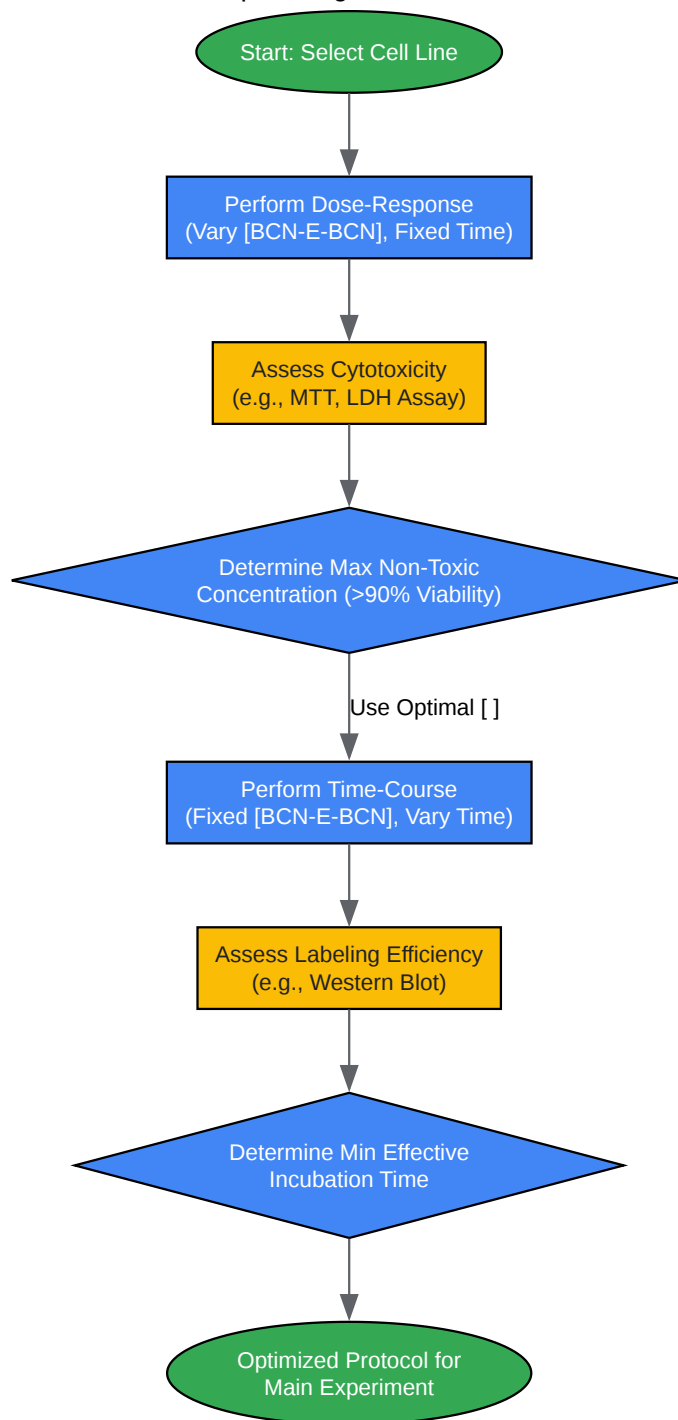 Start: Select Cell Line
Perform Dose-Response
(Vary [BCN-E-BCN], Fixed Time)
Assess Cytotoxicity
(e.g., MTT, LDH Assay)
Determine Max Non-Toxic
Concentration (>90% Viability)
Use Optimal [ ]
Perform Time-Course
(Fixed [BCN-E-BCN], Vary Time)
Assess Labeling Efficiency
(e.g., Western Blot)
Determine Min Effective
Incubation Time
Optimized Protocol for
Main Experiment